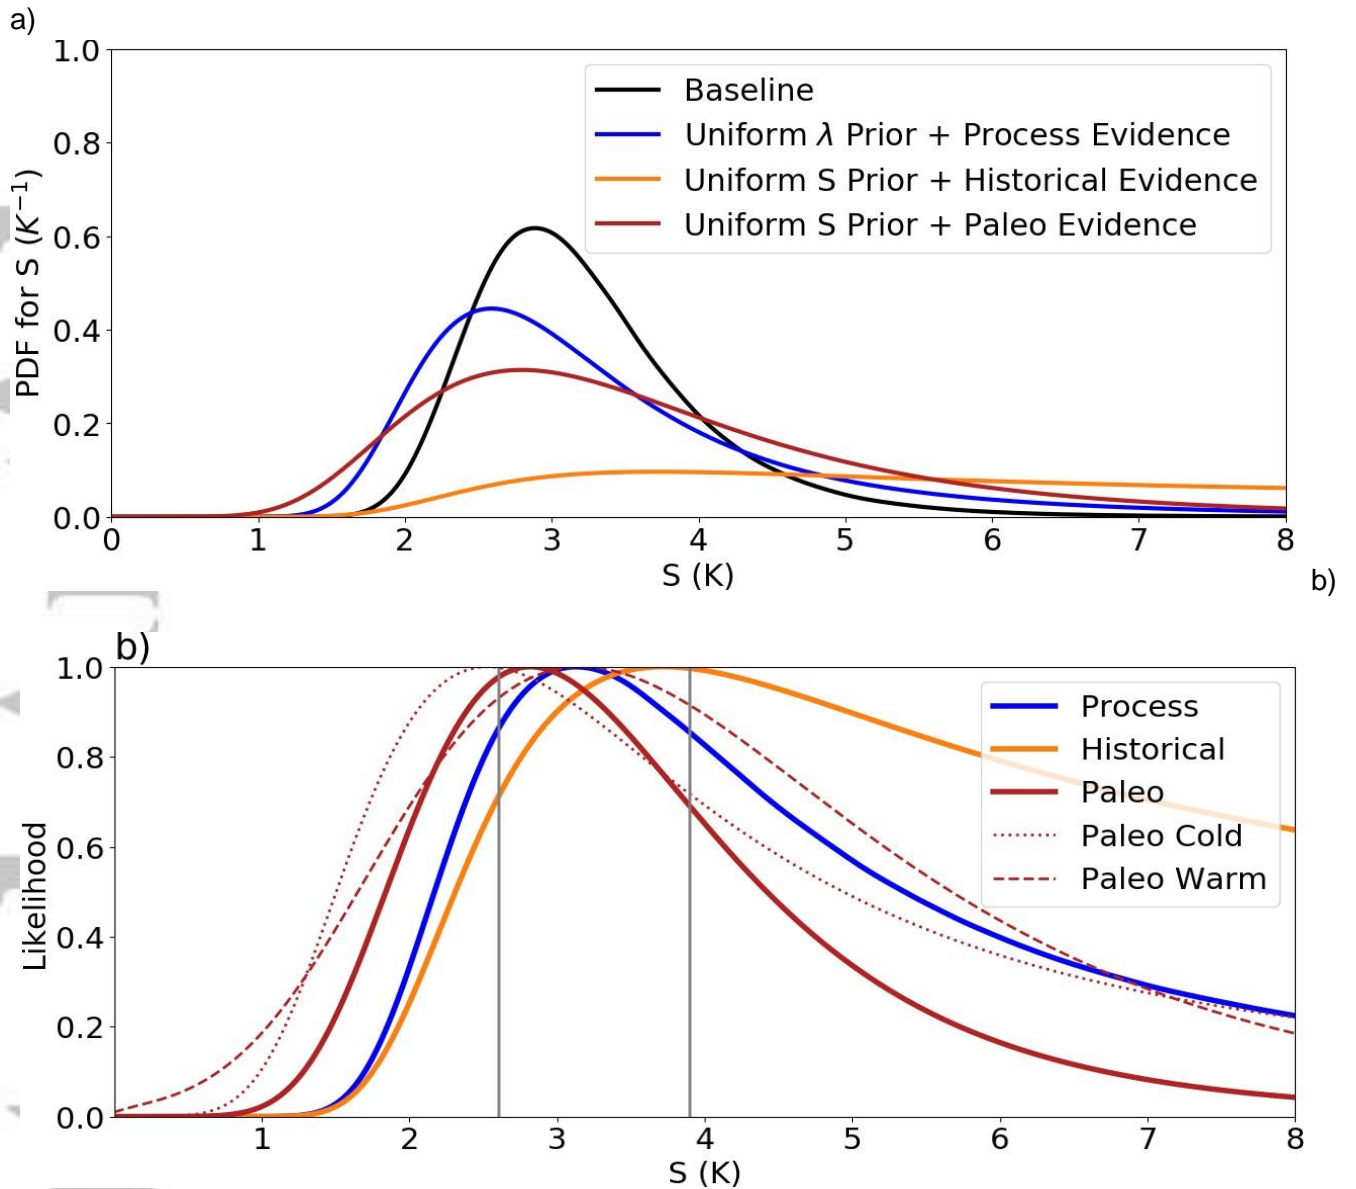 a)
1.0
0.8
0.6
0.4
0.2
0.0
PDF for S (K⁻¹)
Baseline
Uniform λ Prior + Process Evidence
Uniform S Prior + Historical Evidence
Uniform S Prior + Paleo Evidence
0 1 2 3 4 5 6 7 8
S (K)
b)
b)
1.0
0.8
0.6
0.4
0.2
0.0
Likelihood
Process
Historical
Paleo
Paleo Cold
Paleo Warm
1 2 3 4 5 6 7 8
S (K)